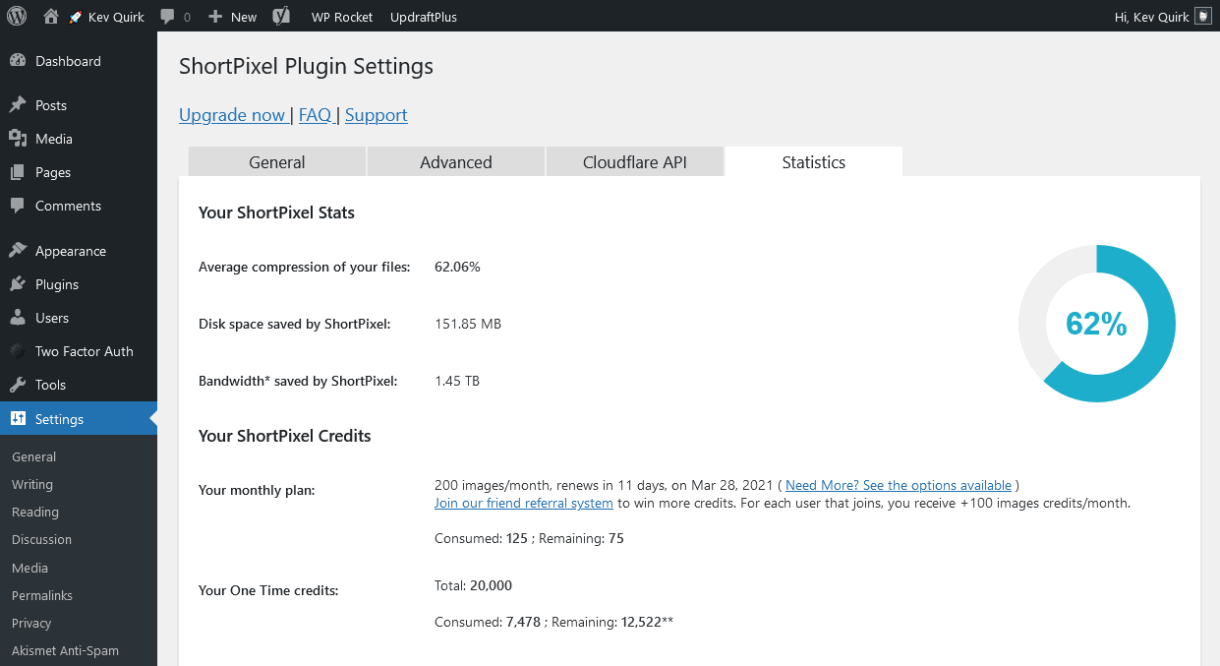 Kev Quirk 0 New WP Rocket UpdraftPlus Hi, Kev Quirk
Dashboard
Posts
Media
Pages
Comments
Appearance
Plugins
Users
Two Factor Auth
Tools
Settings
General
Writing
Reading
Discussion
Media
Permalinks
Privacy
Akismet Anti-Spam
ShortPixel Plugin Settings
Upgrade now | FAQ | Support
General Advanced Cloudflare API Statistics
Your ShortPixel Stats
Average compression of your files: 62.06%
Disk space saved by ShortPixel: 151.85 MB
62%
Bandwidth* saved by ShortPixel: 1.45 TB
Your ShortPixel Credits
Your monthly plan: 200 images/month, renews in 11 days, on Mar 28, 2021 ( Need More? See the options available )
Join our friend referral system to win more credits. For each user that joins, you receive +100 images credits/month.
Consumed: 125 ; Remaining: 75
Your One Time credits: Total: 20,000
Consumed: 7,478 ; Remaining: 12,522**